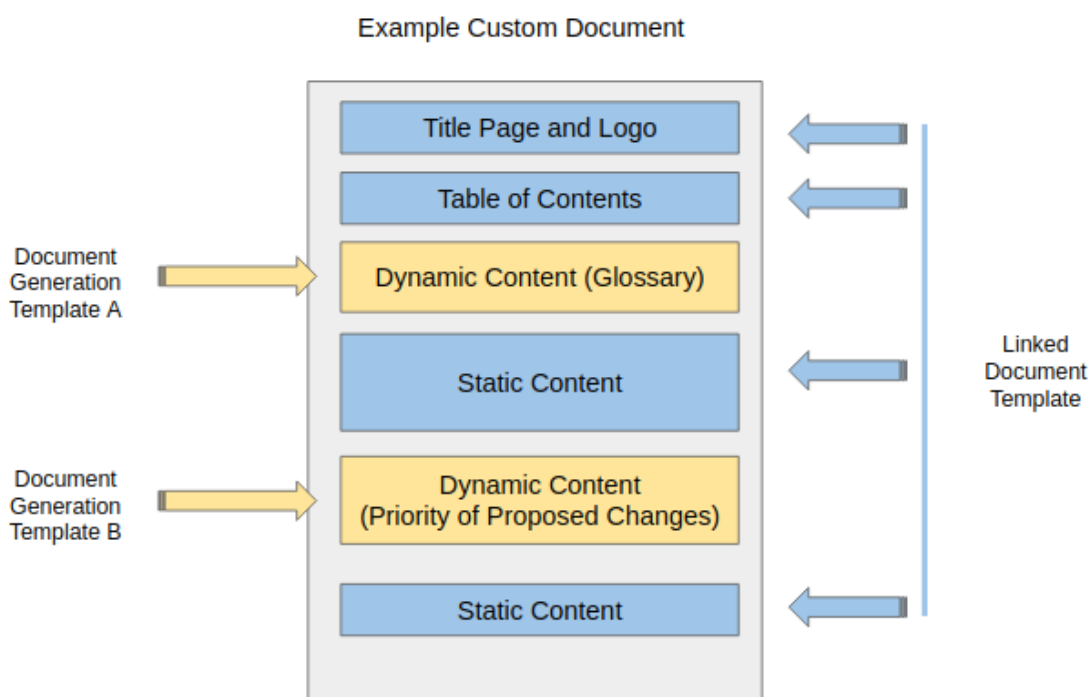 Example Custom Document
Title Page and Logo
Table of Contents
Document
Generation
Template A
Dynamic Content (Glossary)
Static Content
Linked
Document
Template
Document
Generation
Template B
Dynamic Content
(Priority of Proposed Changes)
Static Content